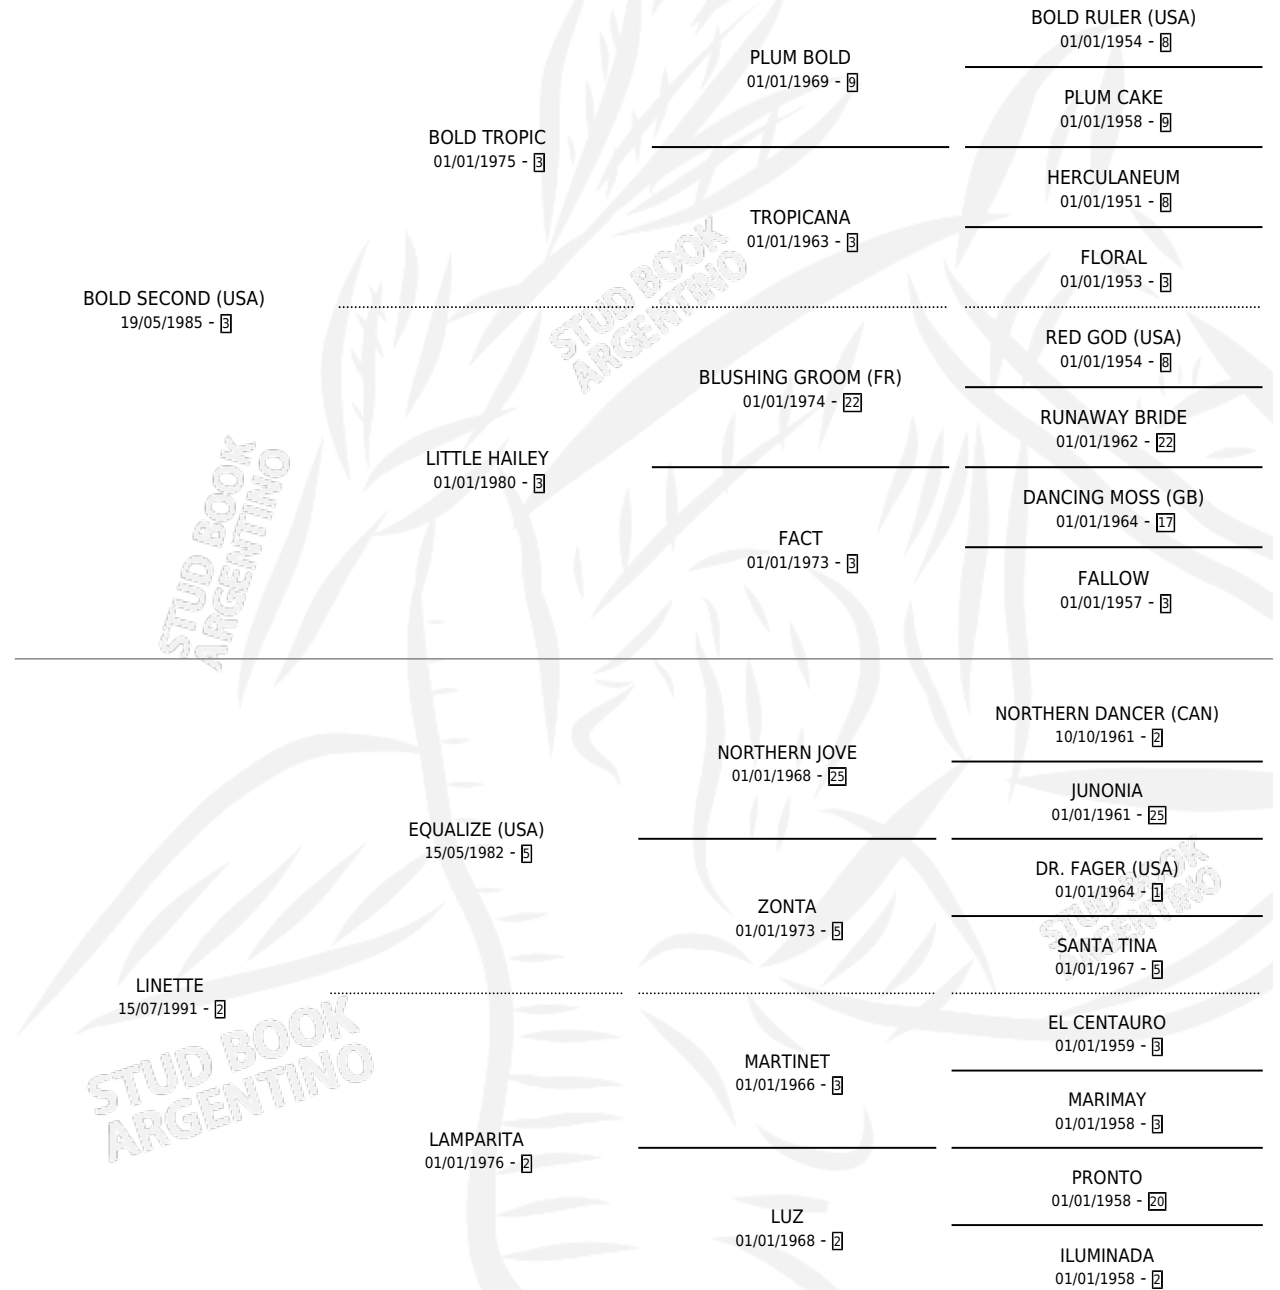 BOLD RULER (USA)
01/01/1954 - 8
PLUM BOLD
01/01/1969 - 9
PLUM CAKE
01/01/1958 - 9
BOLD TROPIC
01/01/1975 - 3
HERCULANEUM
01/01/1951 - 8
TROPICANA
01/01/1963 - 3
FLORAL
01/01/1953 - 3
BOLD SECOND (USA)
19/05/1985 - 3
RED GOD (USA)
01/01/1954 - 8
BLUSHING GROOM (FR)
01/01/1974 - 22
RUNAWAY BRIDE
01/01/1962 - 22
LITTLE HAILEY
01/01/1980 - 3
DANCING MOSS (GB)
01/01/1964 - 17
FACT
01/01/1973 - 3
FALLOW
01/01/1957 - 3
NORTHERN DANCER (CAN)
10/10/1961 - 2
NORTHERN JOVE
01/01/1968 - 25
JUNONIA
01/01/1961 - 25
EQUALIZE (USA)
15/05/1982 - 5
DR. FAGER (USA)
01/01/1964 - 1
ZONTA
01/01/1973 - 5
SANTA TINA
01/01/1967 - 5
LINETTE
15/07/1991 - 2
EL CENTAURO
01/01/1959 - 3
MARTINET
01/01/1966 - 3
MARIMAY
01/01/1958 - 3
LAMPARITA
01/01/1976 - 2
PRONTO
01/01/1958 - 20
LUZ
01/01/1968 - 2
ILUMINADA
01/01/1958 - 2
STUD BOOK
ARGENTINO
STUD BOOK
ARGENTINO
STUD BOOK
ARGENTINO
STUD BOOK
ARGENTINO